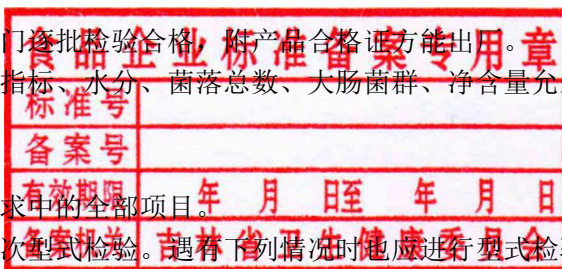 门逐批检验合格，附产品合格证方能出厂。
食品企业标准备案专用章
指标、水分、菌落总数、大肠菌群、净含量允
标准号
备案号
有效期限 年 月 日至 年 月 日
求中的全部项目。
备案机关 吉林省卫生健康委员会
次型式检验。遇有下列情况时也应进行型式检